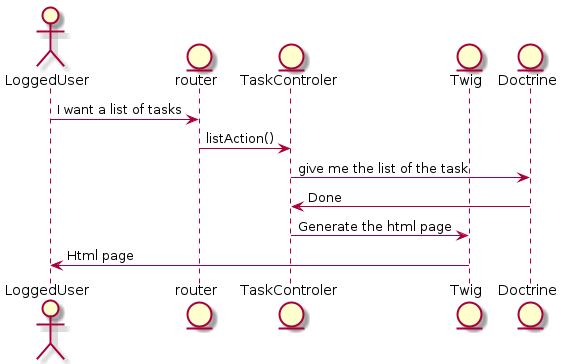 LoggedUser
router
TaskControler
Twig
Doctrine
I want a list of tasks
listAction()
give me the list of the task
Done
Generate the html page
Html page
LoggedUser
router
TaskControler
Twig
Doctrine